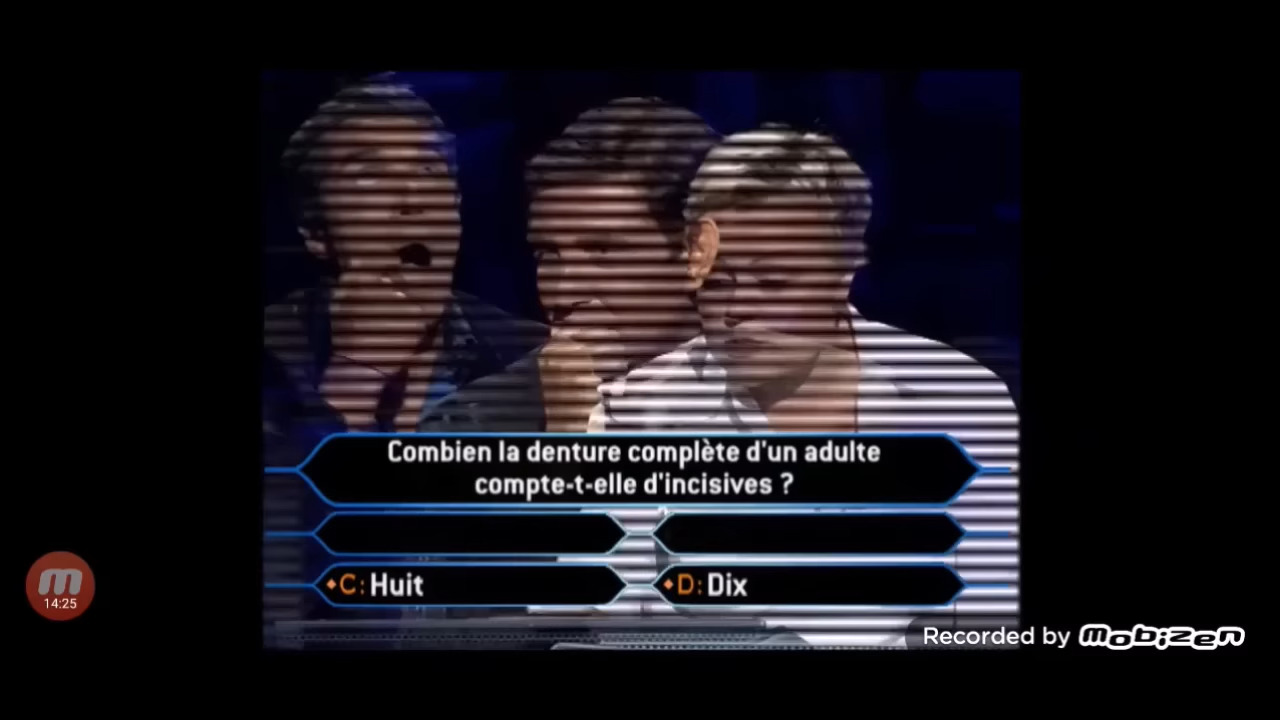 Combien la denture complète d'un adulte
compte-t-elle d'incisives ?
C: Huit
D: Dix
14:25
Recorded by mobizen